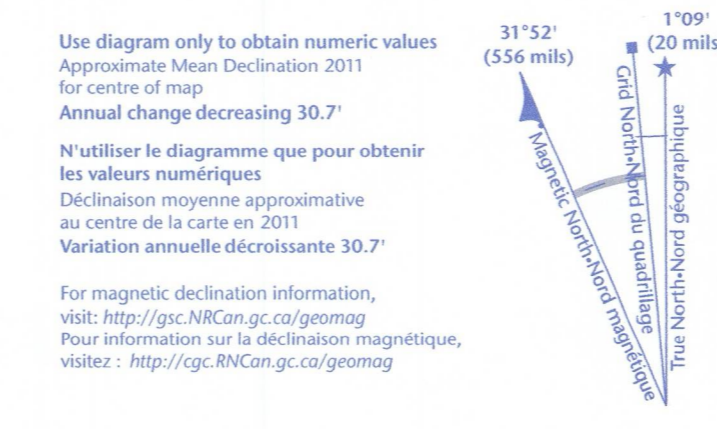 Use diagram only to obtain numeric values
Approximate Mean Declination 2011
for centre of map
Annual change decreasing 30.7'
N'utiliser le diagramme que pour obtenir
les valeurs numériques
Déclinaison moyenne approximative
au centre de la carte en 2011
Variation annuelle décroissante 30.7'
For magnetic declination information,
visit: http://gsc.NRCan.gc.ca/geomag
Pour information sur la déclinaison magnétique,
visitez : http://cgc.RNCan.gc.ca/geomag
31°52'
(556 mils)
1°09'
(20 mils
Magnetic North•Nord magnétique
Grid North•Nord du quadrillage
True North•Nord géographique